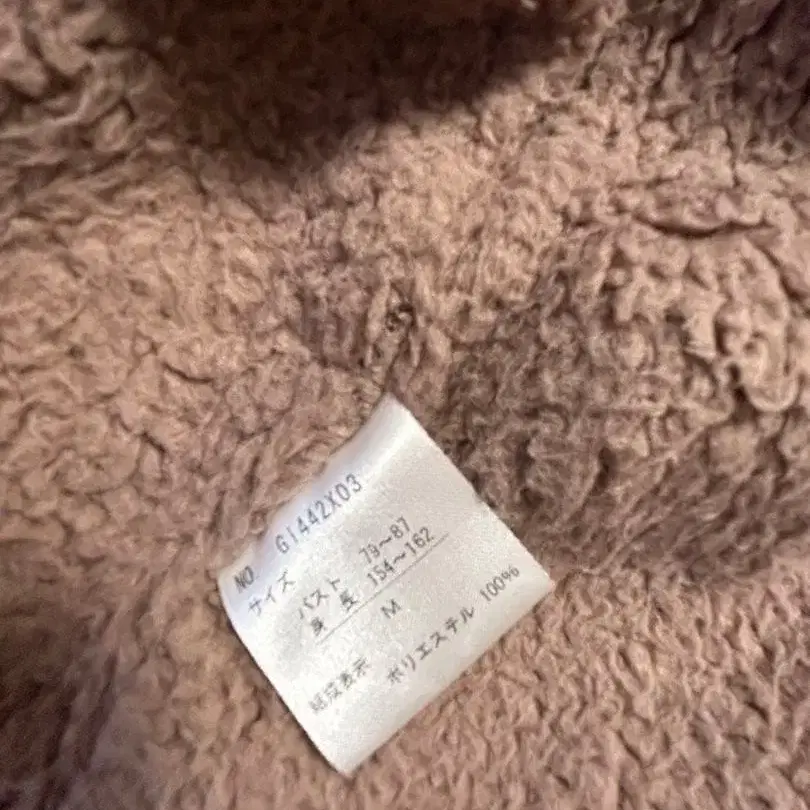 NO. G1442X03
サイズ バスト 79~87
身 長 154~162
M
組成表示 ポリエステル 100%